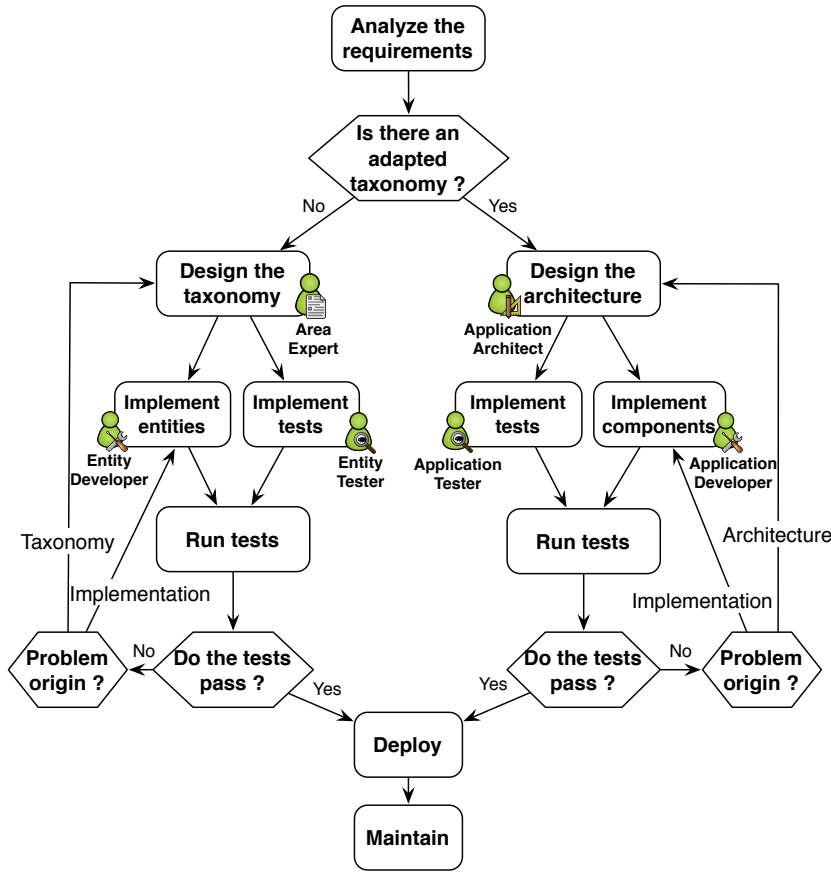 Analyze the
requirements
Is there an
adapted
taxonomy ?
No
Yes
Design the
taxonomy
Area
Expert
Design the
architecture
Application
Architect
Implement
entities
Entity
Developer
Implement
tests
Entity
Tester
Implement
tests
Application
Tester
Implement
components
Application
Developer
Run tests
Run tests
Taxonomy
Implementation
Architecture
Implementation
Problem
origin ?
No
Do the tests
pass ?
Yes
Do the tests
pass ?
Yes
No
Problem
origin ?
Deploy
Maintain